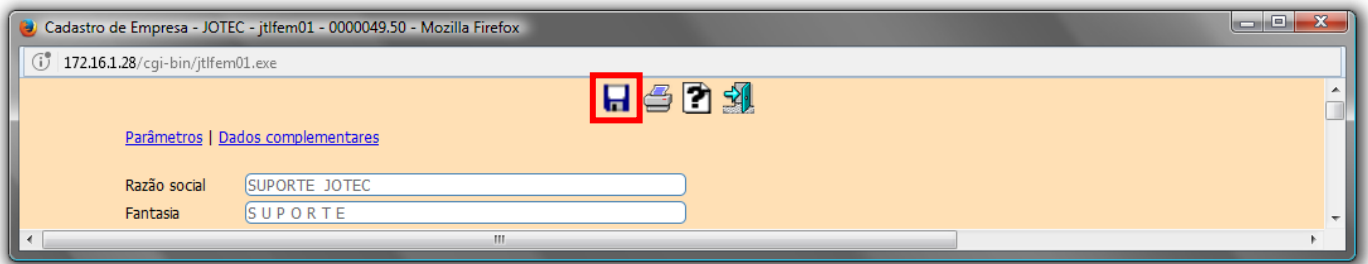 Cadastro de Empresa - JOTEC - jtlfem01 - 0000049.50 - Mozilla Firefox
172.16.1.28/cgi-bin/jtlfem01.exe
Parâmetros | Dados complementares
Razão social SUPORTE JOTEC
Fantasia S U P O R T E